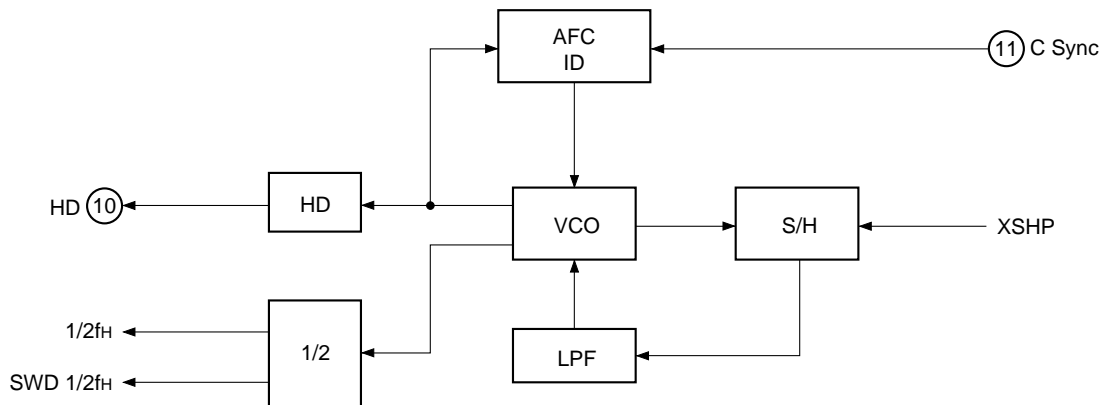 AFC
ID
11 C Sync
HD 10
HD
VCO
S/H
XSHP
1/2fH
1/2
LPF
SWD 1/2fH